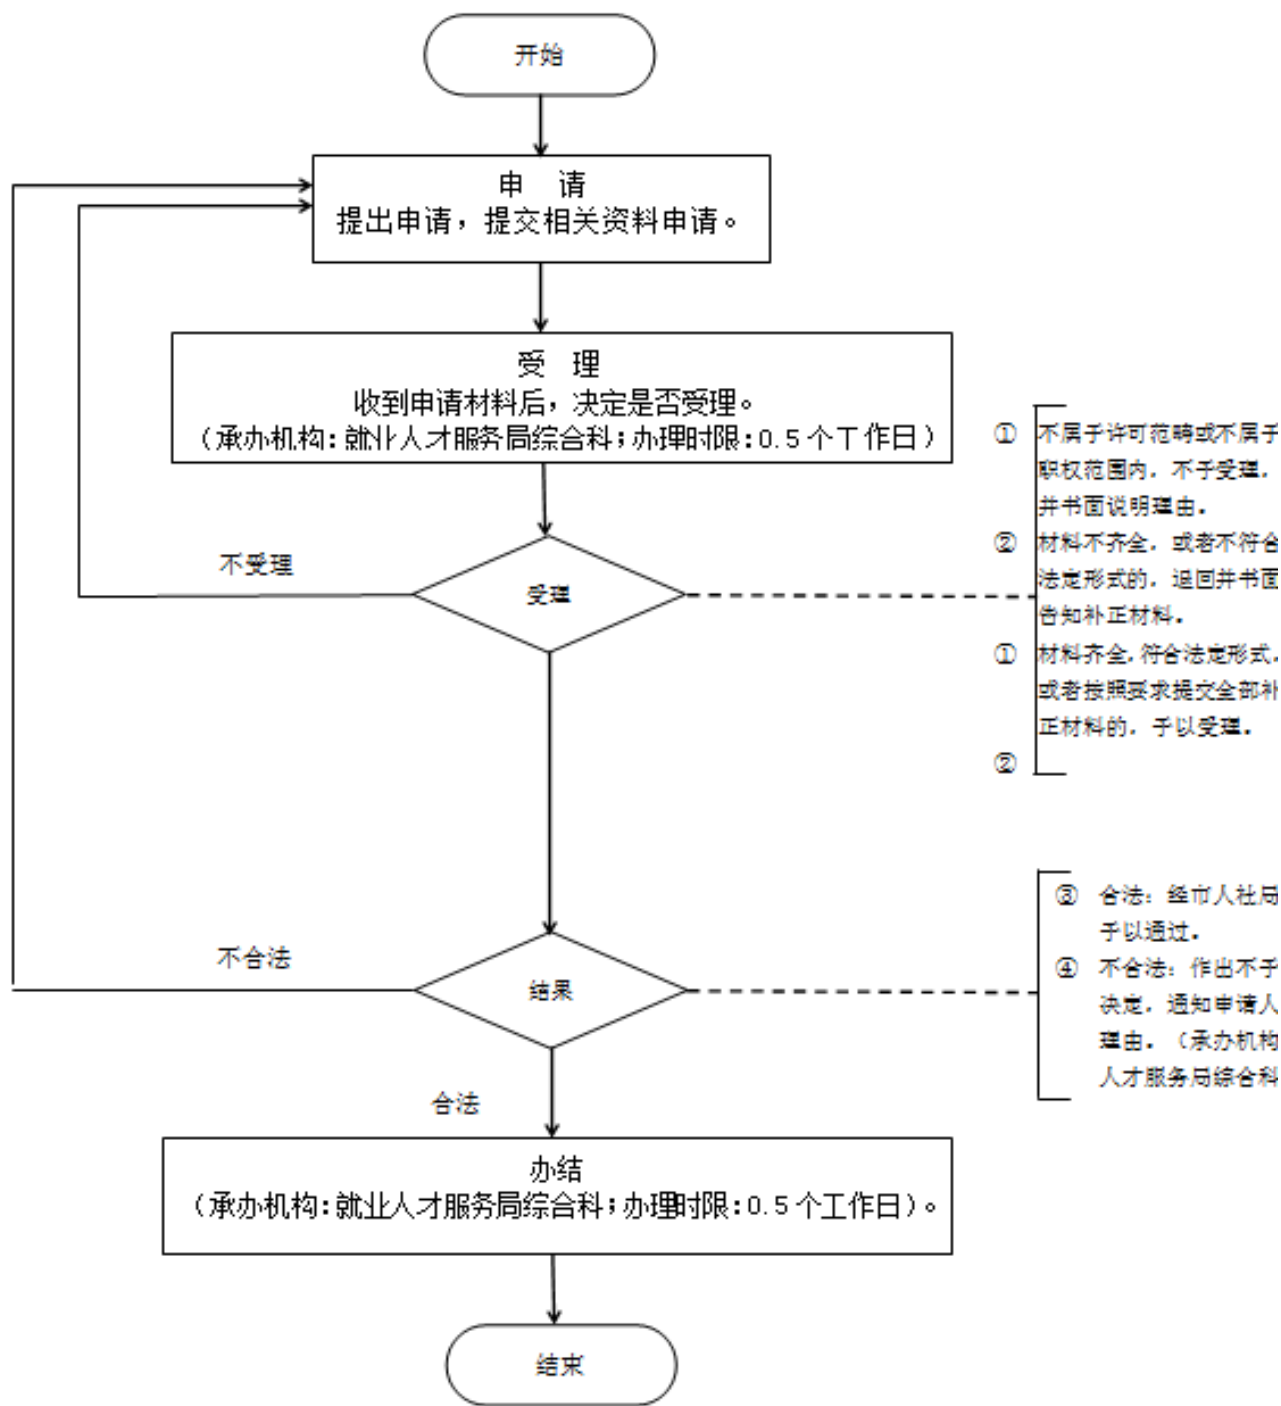 开始
申 请
提出申请，提交相关资料申请。
受 理
收到申请材料后，决定是否受理。
（承办机构：就业人才服务局综合科；办理时限：0.5个工作日）
① 不属于许可范畴或不属于
职权范围内，不予受理，
并书面说明理由。
② 材料不齐全，或者不符合
法定形式的，退回并书面
告知补正材料。
① 材料齐全，符合法定形式，
或者按照要求提交全部补
正材料的，予以受理。
②
不受理
受理
③ 合法：经市人社局
予以通过。
④ 不合法：作出不予
决定，通知申请人
理由。（承办机构
人才服务局综合科
不合法
结果
合法
办结
（承办机构：就业人才服务局综合科；办理时限：0.5个工作日）。
结束